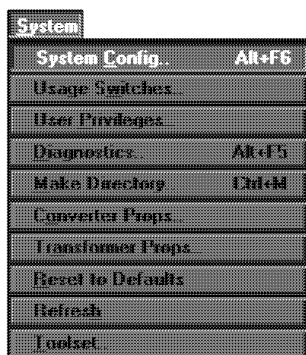 System
System Config.. Alt+F6
Usage Switches..
User Privileges..
Diagnostics.. Alt+F5
Make Directory.. Ctrl+M
Converter Props..
Transformer Props..
Reset to Defaults
Refresh
Toolset..